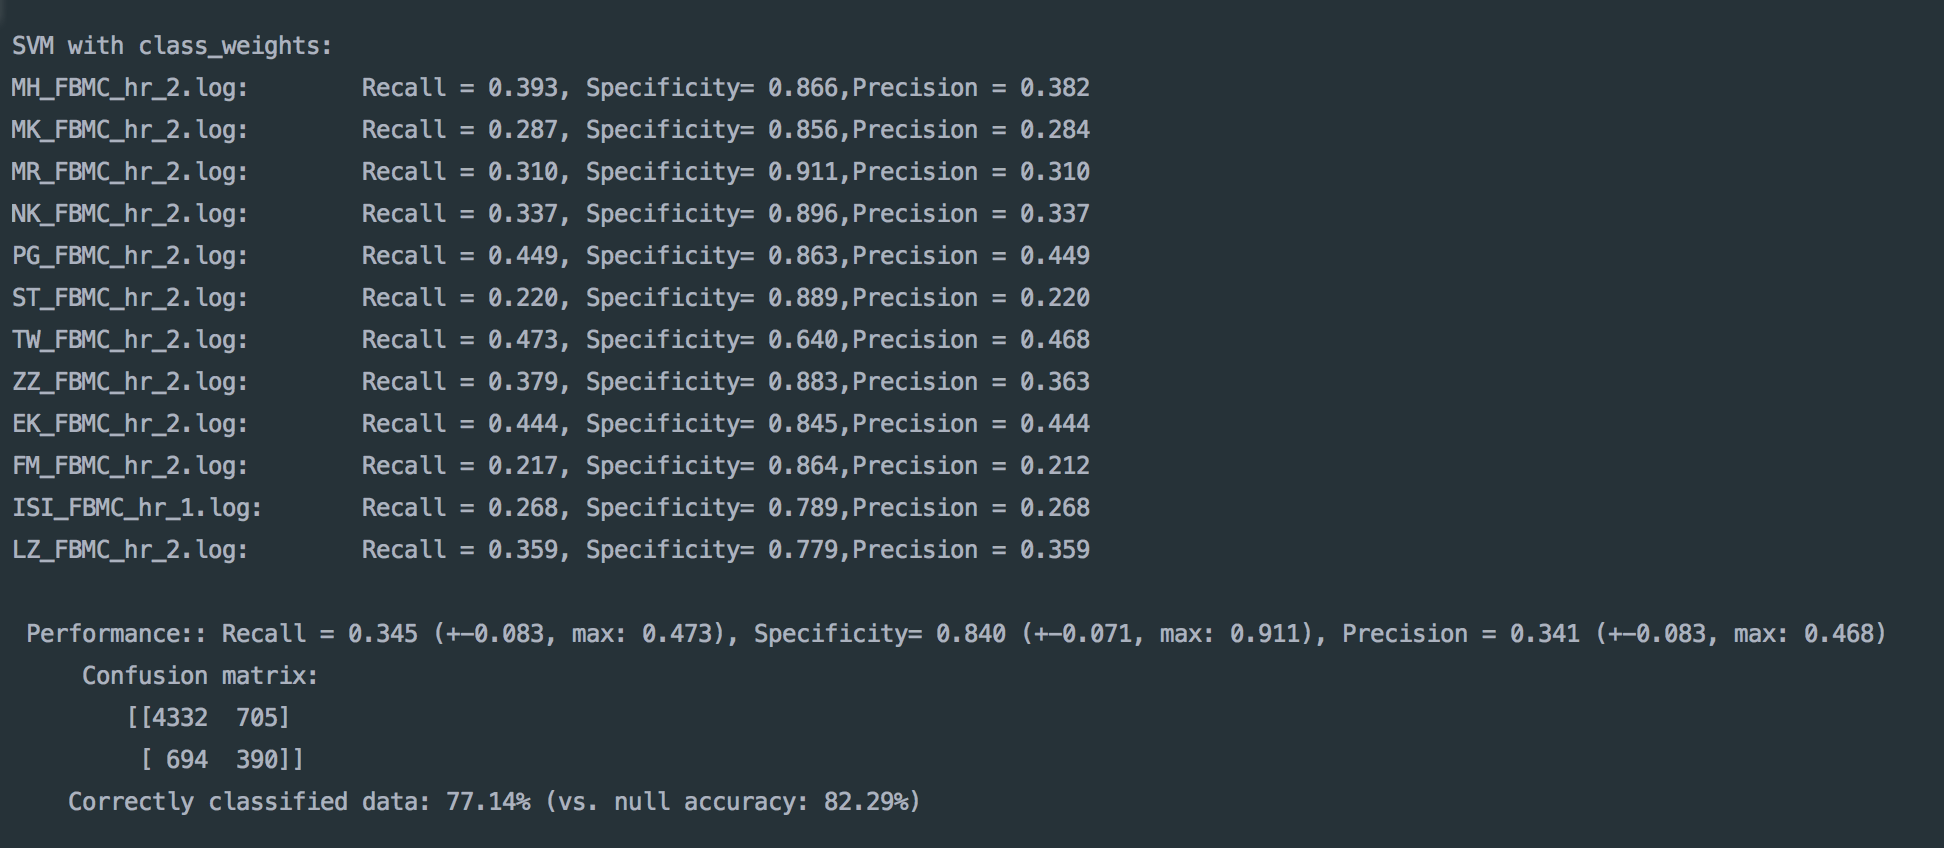 SVM with class_weights:
MH_FBMC_hr_2.log: Recall = 0.393, Specificity= 0.866,Precision = 0.382
MK_FBMC_hr_2.log: Recall = 0.287, Specificity= 0.856,Precision = 0.284
MR_FBMC_hr_2.log: Recall = 0.310, Specificity= 0.911,Precision = 0.310
NK_FBMC_hr_2.log: Recall = 0.337, Specificity= 0.896,Precision = 0.337
PG_FBMC_hr_2.log: Recall = 0.449, Specificity= 0.863,Precision = 0.449
ST_FBMC_hr_2.log: Recall = 0.220, Specificity= 0.889,Precision = 0.220
TW_FBMC_hr_2.log: Recall = 0.473, Specificity= 0.640,Precision = 0.468
ZZ_FBMC_hr_2.log: Recall = 0.379, Specificity= 0.883,Precision = 0.363
EK_FBMC_hr_2.log: Recall = 0.444, Specificity= 0.845,Precision = 0.444
FM_FBMC_hr_2.log: Recall = 0.217, Specificity= 0.864,Precision = 0.212
ISI_FBMC_hr_1.log: Recall = 0.268, Specificity= 0.789,Precision = 0.268
LZ_FBMC_hr_2.log: Recall = 0.359, Specificity= 0.779,Precision = 0.359
Performance:: Recall = 0.345 (+-0.083, max: 0.473), Specificity= 0.840 (+-0.071, max: 0.911), Precision = 0.341 (+-0.083, max: 0.468)
Confusion matrix:
[[4332 705]
[ 694 390]]
Correctly classified data: 77.14% (vs. null accuracy: 82.29%)